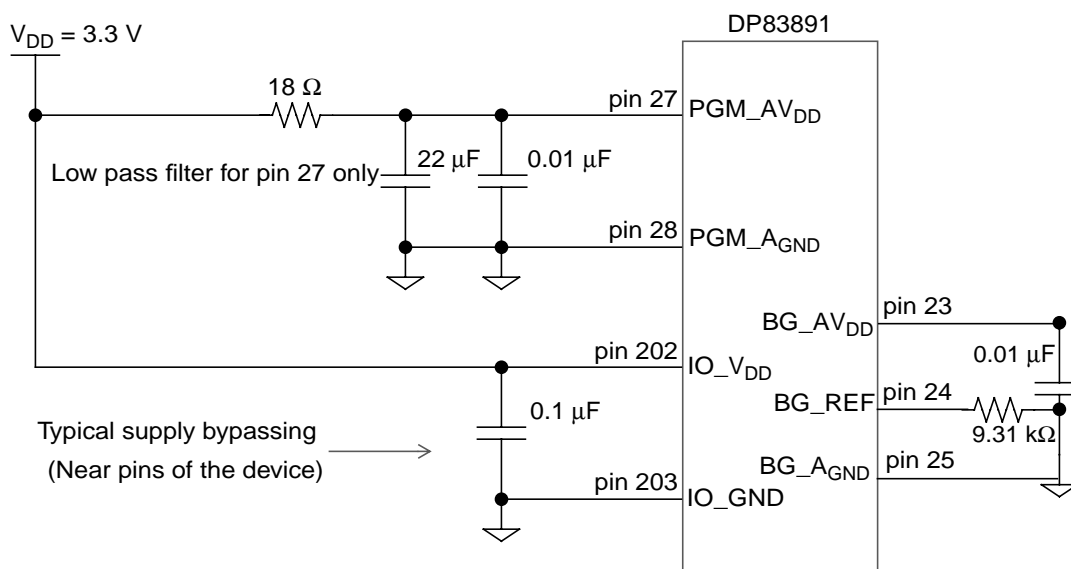 DP83891
V_DD = 3.3 V
18 Ω
pin 27
PGM_AV_DD
Low pass filter for pin 27 only
22 μF
0.01 μF
pin 28
PGM_A_GND
BG_AV_DD
pin 23
0.01 μF
pin 202
IO_V_DD
BG_REF
pin 24
9.31 kΩ
0.1 μF
Typical supply bypassing
(Near pins of the device)
BG_A_GND
pin 25
pin 203
IO_GND